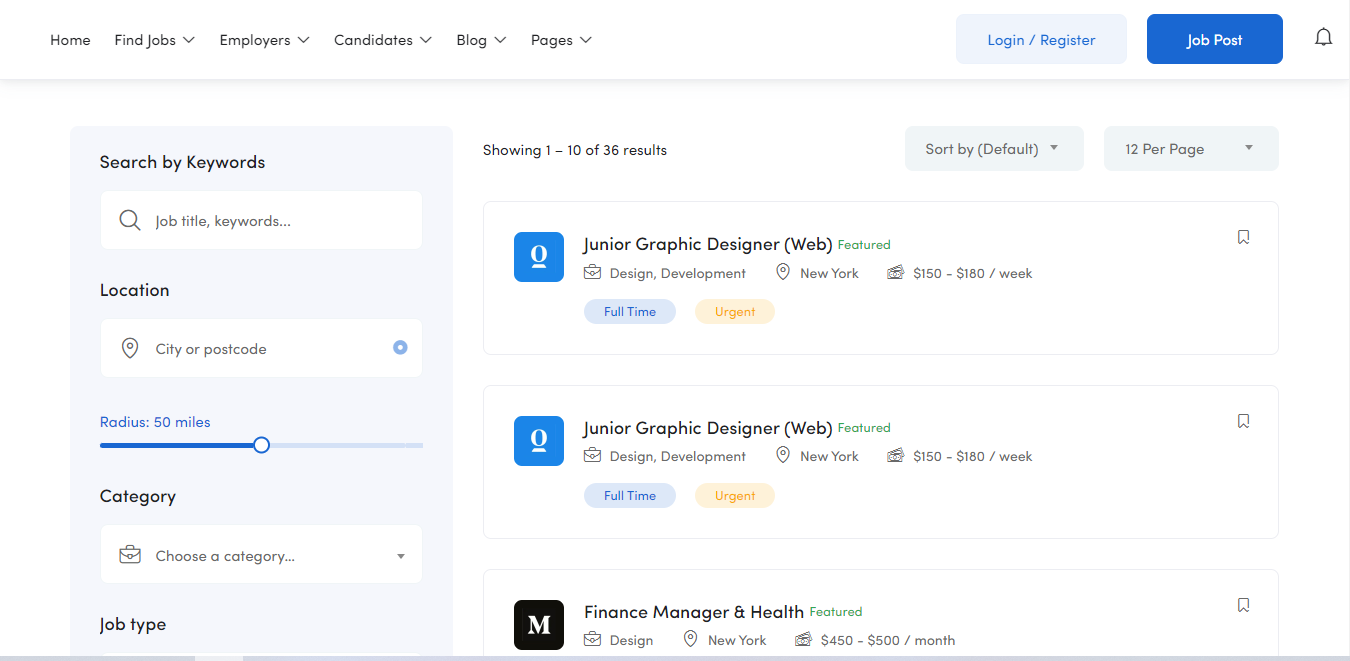 Home Find Jobs Employers Candidates Blog Pages Login / Register Job Post
Search by Keywords
Job title, keywords...
Location
City or postcode
Radius: 50 miles
Category
Choose a category...
Job type
Showing 1 – 10 of 36 results
Sort by (Default) 12 Per Page
Junior Graphic Designer (Web) Featured
Design, Development New York $150 - $180 / week
Full Time Urgent
Junior Graphic Designer (Web) Featured
Design, Development New York $150 - $180 / week
Full Time Urgent
M
Finance Manager & Health Featured
Design New York $450 - $500 / month